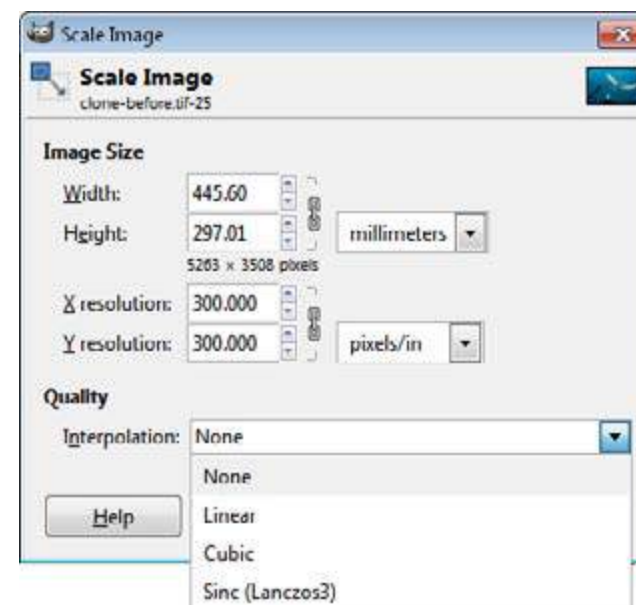 Scale Image
Scale Image
clone-before.tif-25
Image Size
Width: 445.60
Height: 297.01 millimeters
5263 × 3508 pixels
X resolution: 300.000
Y resolution: 300.000 pixels/in
Quality
Interpolation: None
None
Help Linear
Cubic
Sinc (Lanczos3)